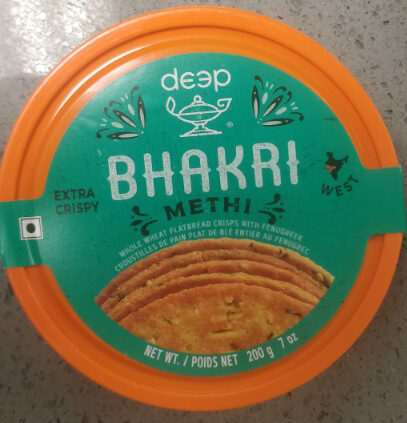 deep
®
BHAKRI
METHI
EXTRA
CRISPY
WEST
WHOLE WHEAT FLATBREAD CRISPS WITH FENUGREEK
CROUSTILLES DE PAIN PLAT DE BLÉ ENTIER AU FENUGREC
NET WT. / POIDS NET 200 g 7 oz